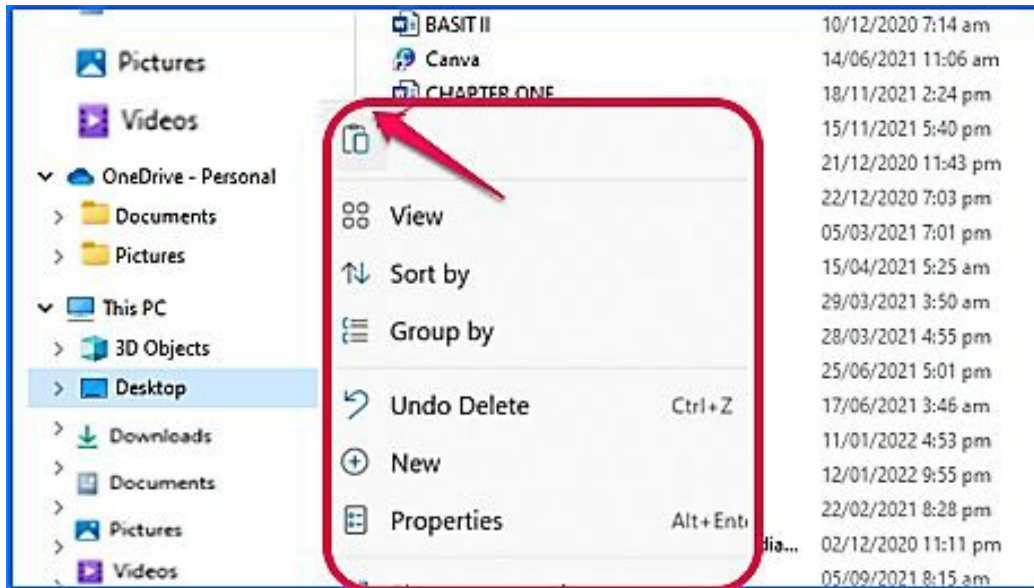 Pictures
Videos
OneDrive - Personal
Documents
Pictures
This PC
3D Objects
Desktop
Downloads
Documents
Pictures
Videos
BASIT II
Canva
CHAPTER ONE
View
Sort by
Group by
Undo Delete Ctrl+Z
New
Properties Alt+Ent
dia...
10/12/2020 7:14 am
14/06/2021 11:06 am
18/11/2021 2:24 pm
15/11/2021 5:40 pm
21/12/2020 11:43 pm
22/12/2020 7:03 pm
05/03/2021 7:01 pm
15/04/2021 5:25 am
29/03/2021 3:50 am
28/03/2021 4:55 pm
25/06/2021 5:01 pm
17/06/2021 3:46 am
11/01/2022 4:53 pm
12/01/2022 9:55 pm
22/02/2021 8:28 pm
02/12/2020 11:11 pm
05/09/2021 8:15 am